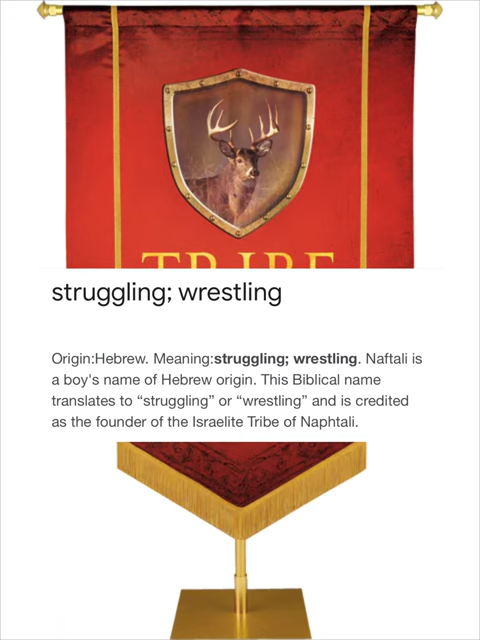 TRIBE
struggling; wrestling
Origin:Hebrew. Meaning:struggling; wrestling. Naftali is
a boy's name of Hebrew origin. This Biblical name
translates to “struggling” or “wrestling” and is credited
as the founder of the Israelite Tribe of Naphtali.